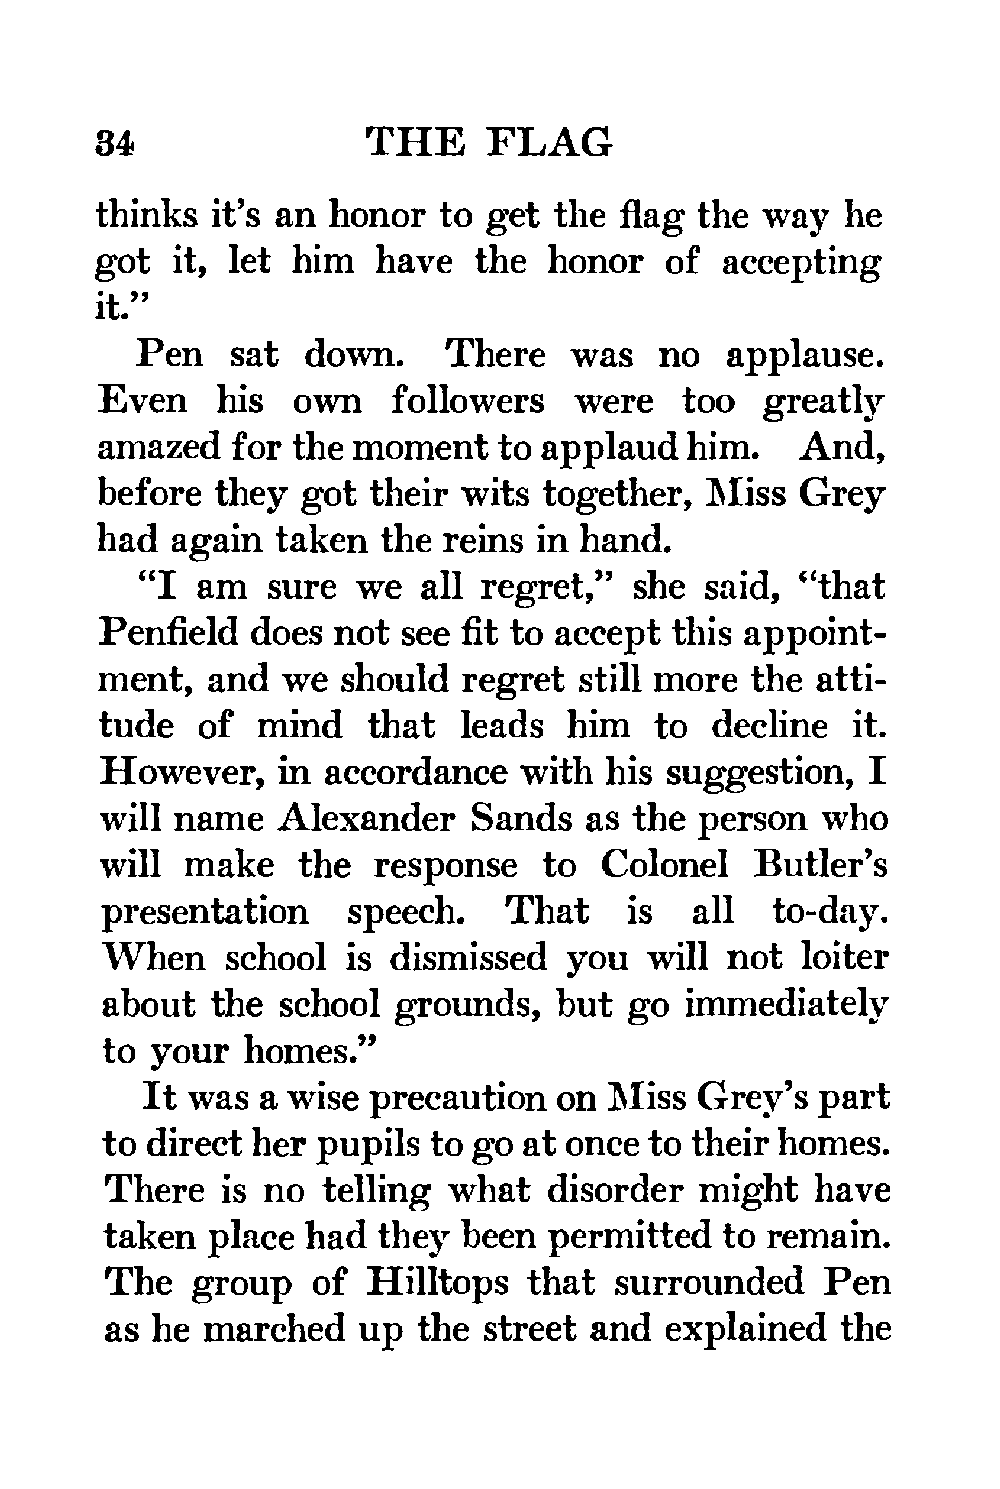 34 THE FLAG
thinks it's an honor to get the flag the way he
got it, let him have the honor of accepting
it."
Pen sat down. There was no applause.
Even his own followers were too greatly
amazed for the moment to applaud him. And,
before they got their wits together, Miss Grey
had again taken the reins in hand.
"I am sure we all regret," she said, "that
Penfield does not see fit to accept this appoint-
ment, and we should regret still more the atti-
tude of mind that leads him to decline it.
However, in accordance with his suggestion, I
will name Alexander Sands as the person who
will make the response to Colonel Butler's
presentation speech. That is all to-day.
When school is dismissed you will not loiter
about the school grounds, but go immediately
to your homes."
It was a wise precaution on Miss Grey's part
to direct her pupils to go at once to their homes.
There is no telling what disorder might have
taken place had they been permitted to remain.
The group of Hilltops that surrounded Pen
as he marched up the street and explained the